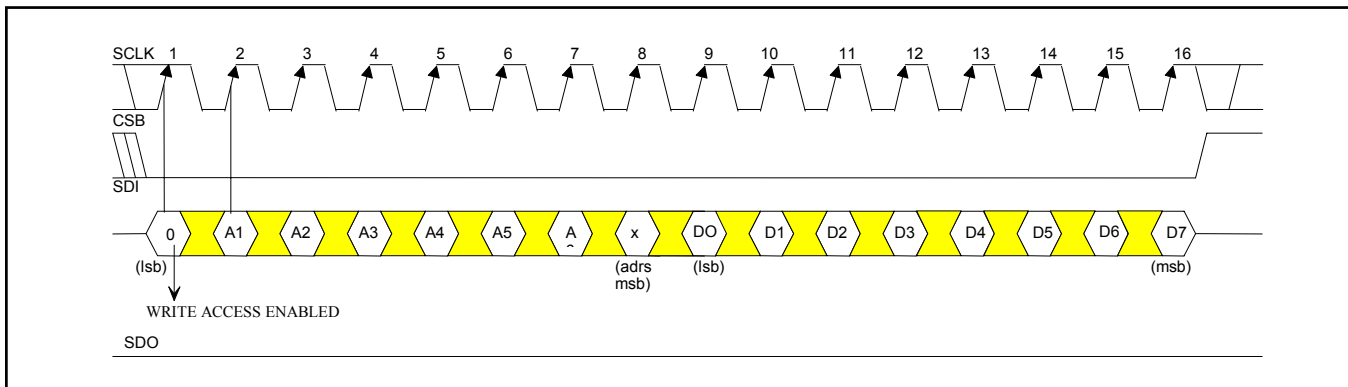 SCLK 1 2 3 4 5 6 7 8 9 10 11 12 13 14 15 16
CSB
SDI
0 A1 A2 A3 A4 A5 A x DO D1 D2 D3 D4 D5 D6 D7
(lsb) (adrs msb) (lsb) (msb)
WRITE ACCESS ENABLED
SDO